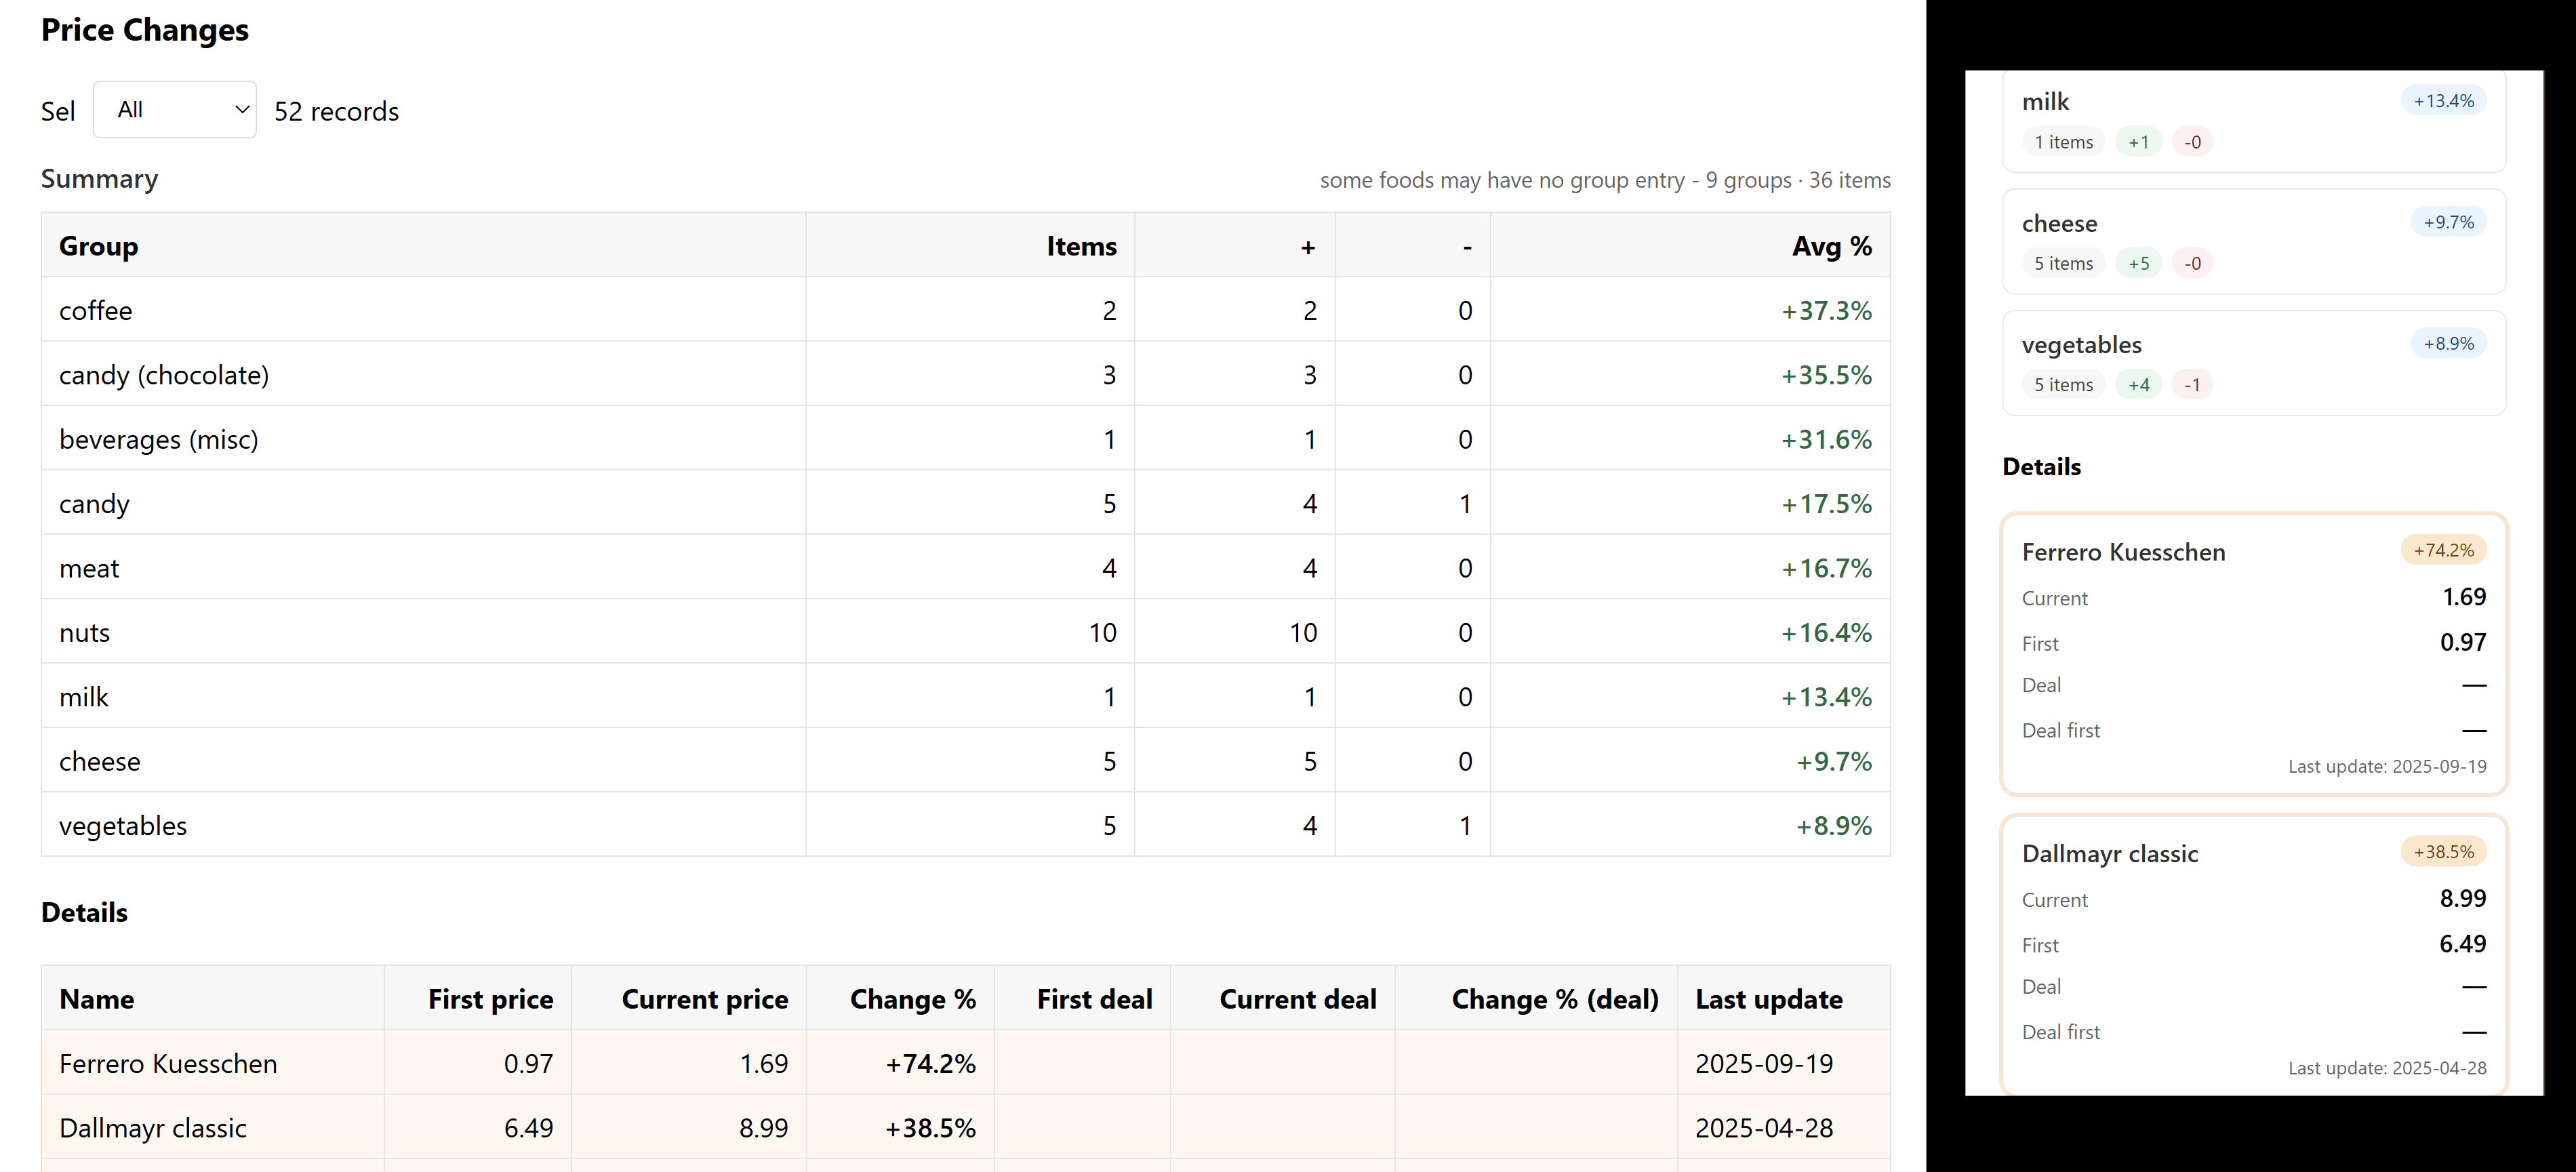 Price Changes
Sel All 52 records
Summary some foods may have no group entry - 9 groups · 36 items
Group Items + - Avg %
coffee 2 2 0 +37.3%
candy (chocolate) 3 3 0 +35.5%
beverages (misc) 1 1 0 +31.6%
candy 5 4 1 +17.5%
meat 4 4 0 +16.7%
nuts 10 10 0 +16.4%
milk 1 1 0 +13.4%
cheese 5 5 0 +9.7%
vegetables 5 4 1 +8.9%
Details
Name First price Current price Change % First deal Current deal Change % (deal) Last update
Ferrero Kuesschen 0.97 1.69 +74.2% 2025-09-19
Dallmayr classic 6.49 8.99 +38.5% 2025-04-28
milk +13.4%
1 items +1 -0
cheese +9.7%
5 items +5 -0
vegetables +8.9%
5 items +4 -1
Details
Ferrero Kuesschen +74.2%
Current 1.69
First 0.97
Deal —
Deal first —
Last update: 2025-09-19
Dallmayr classic +38.5%
Current 8.99
First 6.49
Deal —
Deal first —
Last update: 2025-04-28